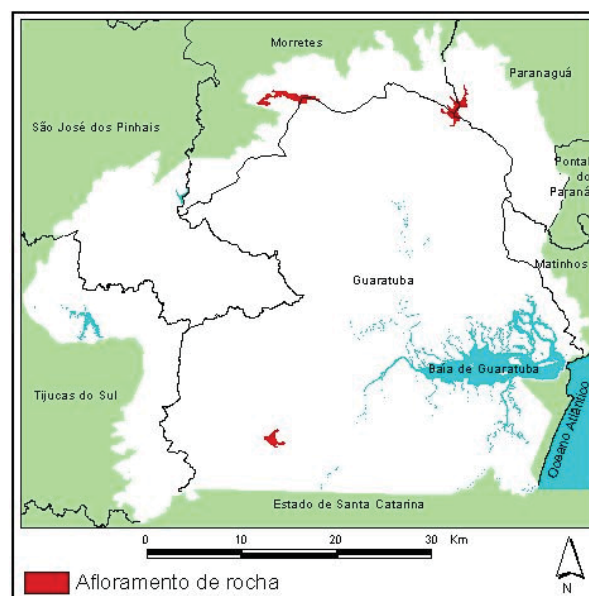 Morretes
Paranaguá
São José dos Pinhais
Pontal
do
Paraná
Matinhos
Guaratuba
Baía de Guaratuba
Tijucas do Sul
Oceano Atlântico
Estado de Santa Catarina
0 10 20 30 Km
Afloramento de rocha
N